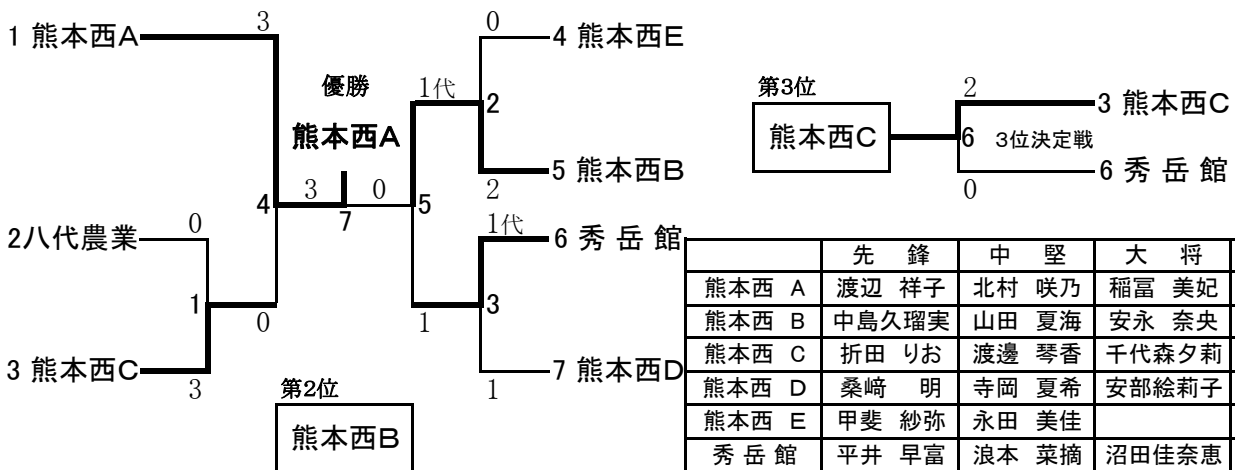 1 熊本西A
3
優勝
熊本西A
4
3
0
7
2八代農業
0
1
0
3 熊本西C
3
第2位
熊本西B
0
4 熊本西E
1代
2
5 熊本西B
2
5
1代
6 秀 岳 館
3
1
7 熊本西D
1
第3位
熊本西C
2
3 熊本西C
6 3位決定戦
6 秀 岳 館
0
先 鋒 中 堅 大 将
熊本西 A 渡辺 祥子 北村 咲乃 稲冨 美妃
熊本西 B 中島久瑠実 山田 夏海 安永 奈央
熊本西 C 折田 りお 渡邊 琴香 千代森夕莉
熊本西 D 桑﨑 明 寺岡 夏希 安部絵莉子
熊本西 E 甲斐 紗弥 永田 美佳
秀 岳 館 平井 早富 浪本 菜摘 沼田佳奈恵